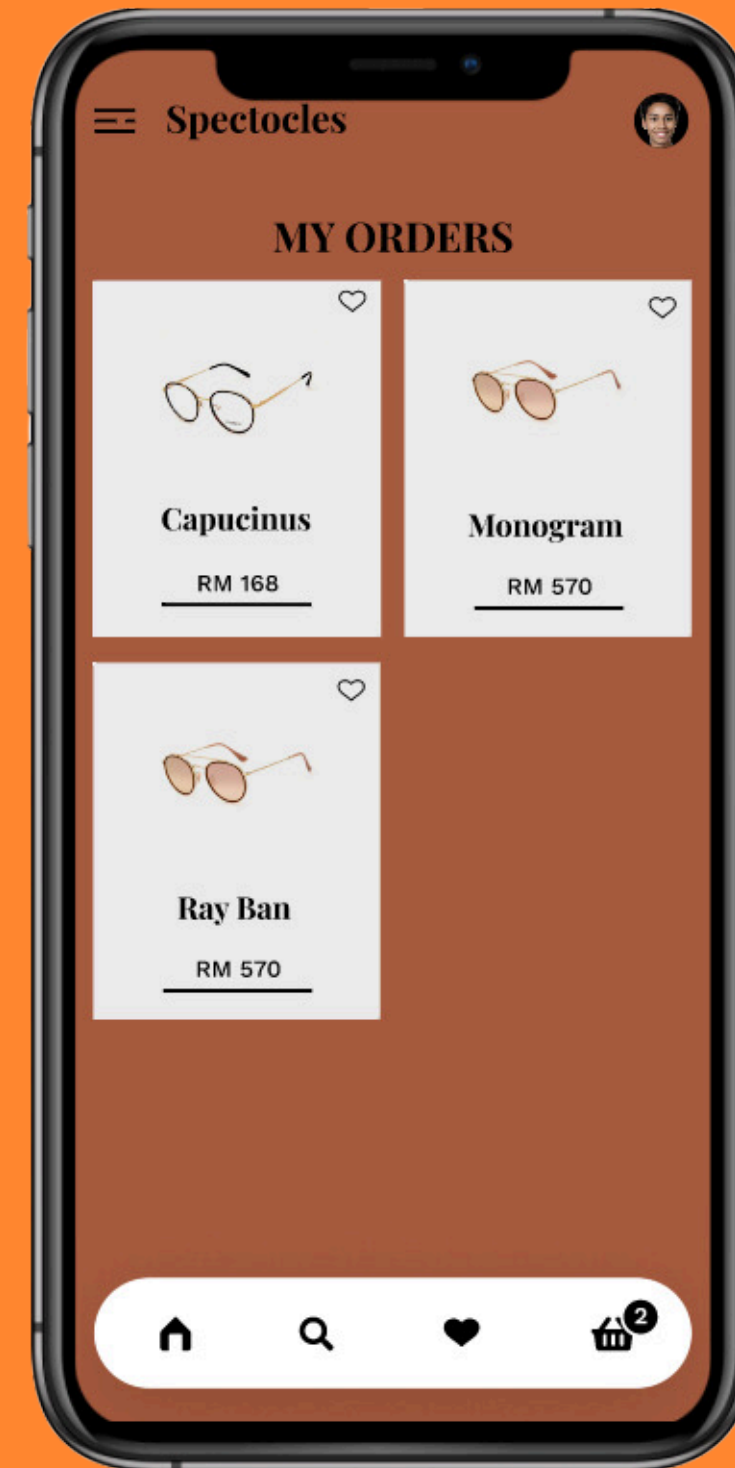 Spectocles
MY ORDERS
Capucinus
RM 168
Monogram
RM 570
Ray Ban
RM 570
2